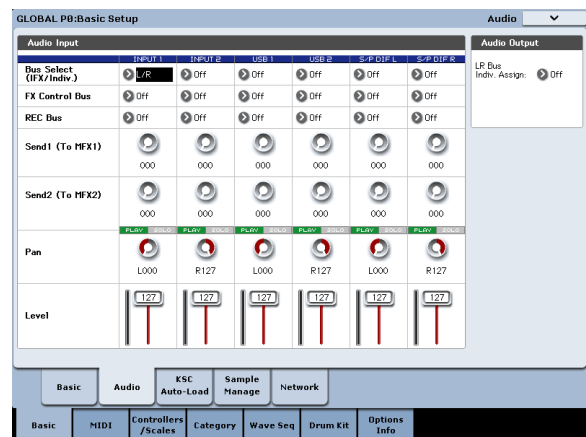 GLOBAL P0:Basic Setup Audio
Audio Input Audio Output
INPUT 1 INPUT 2 USB 1 USB 2 S/P DIF L S/P DIF R
Bus Select (IFX/Indiv.) L/R Off Off Off Off Off
LR Bus Indiv. Assign: Off
FX Control Bus Off Off Off Off Off Off
REC Bus Off Off Off Off Off Off
Send1 (To MFX1) 000 000 000 000 000 000
Send2 (To MFX2) 000 000 000 000 000 000
PLAY SOLO PLAY SOLO PLAY SOLO PLAY SOLO PLAY SOLO PLAY SOLO
Pan L000 R127 L000 R127 L000 R127
Level 127 127 127 127 127 127
Basic Audio KSC Auto-Load Sample Manage Network
Basic MIDI Controllers /Scales Category Wave Seq Drum Kit Options Info